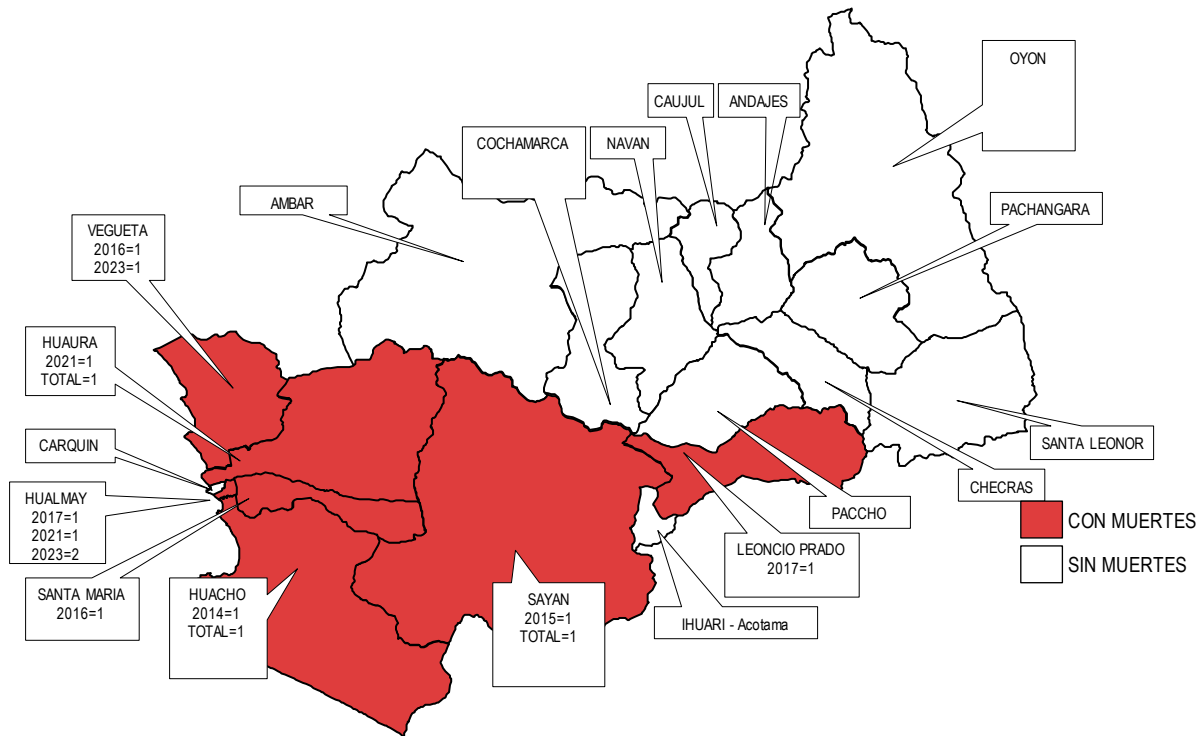 OYON
CAUJUL
ANDAJES
COCHAMARCA
NAVAN
AMBAR
PACHANGARA
VEGUETA
2016=1
2023=1
HUAURA
2021=1
TOTAL=1
CARQUIN
HUALMAY
2017=1
2021=1
2023=2
SANTA MARIA
2016=1
HUACHO
2014=1
TOTAL=1
SAYAN
2015=1
TOTAL=1
IHUARI - Acotama
LEONCIO PRADO
2017=1
PACCHO
CHECRAS
SANTA LEONOR
CON MUERTES
SIN MUERTES